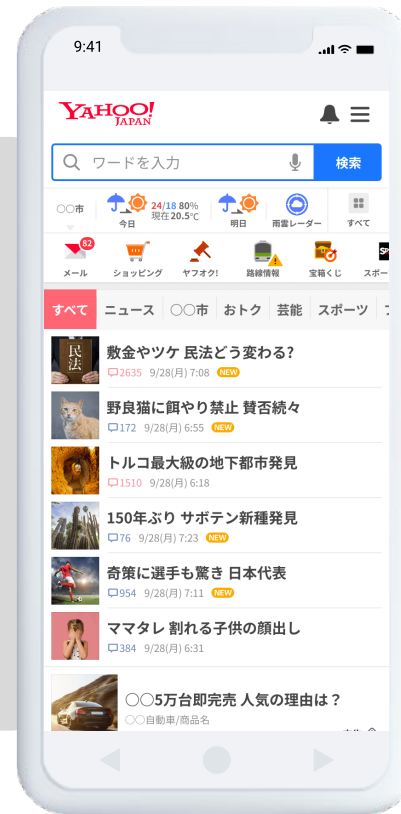 9:41
YAHOO!
JAPAN
ワードを入力
検索
〇〇市
24/18 80%
現在20.5℃
今日
明日
雨雲レーダー
すべて
82
メール
ショッピング
ヤフオク!
路線情報
宝箱くじ
スポー
すべて
ニュース
〇〇市
おトク
芸能
スポーツ
民法
敷金やツケ 民法どう変わる?
2635 9/28(月) 7:08 NEW
野良猫に餌やり禁止 賛否続々
172 9/28(月) 6:55 NEW
トルコ最大級の地下都市発見
1510 9/28(月) 6:18
150年ぶり サボテン新種発見
76 9/28(月) 7:23 NEW
奇策に選手も驚き 日本代表
954 9/28(月) 7:11 NEW
ママタレ 割れる子供の顔出し
384 9/28(月) 6:31
〇〇5万台即完売 人気の理由は？
〇〇自動車/商品名